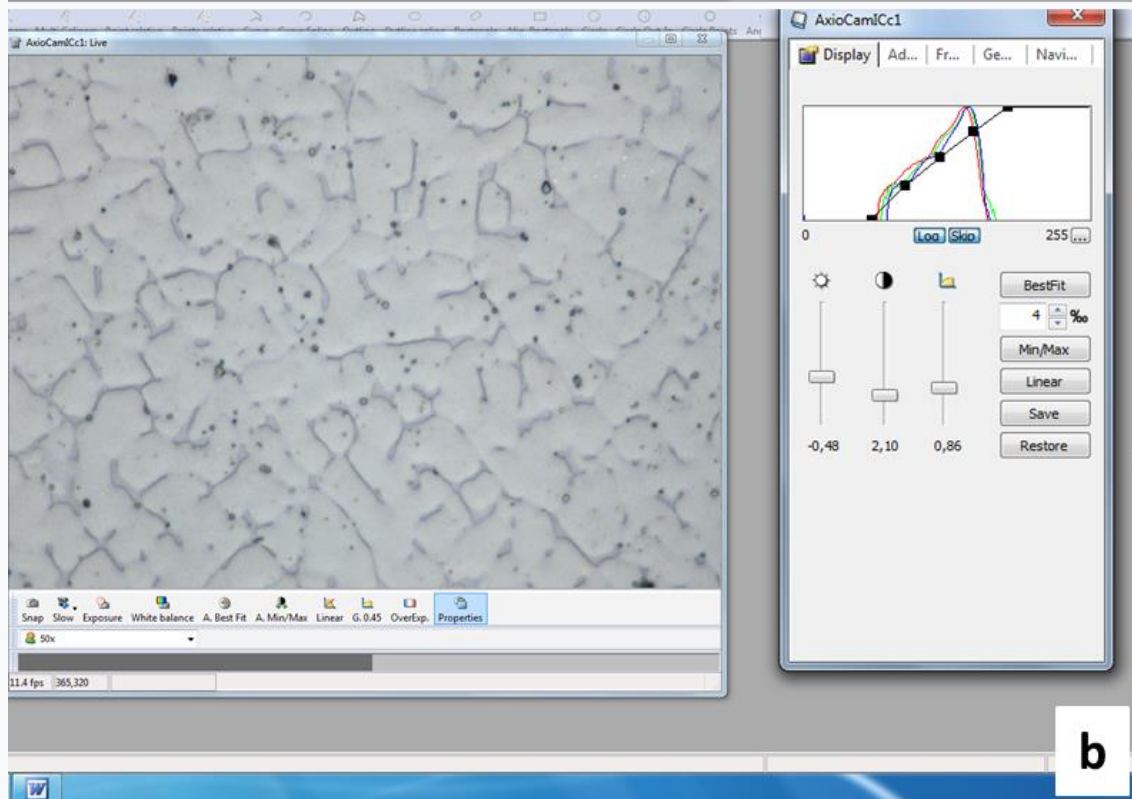 AxioCamICc1: Live
AxioCamICc1
Display Ad... Fr... Ge... Navi...
0 Log Skip 255 ...
BestFit
4 ‰
Min/Max
Linear
Save
Restore
-0,48 2,10 0,86
Snap Slow Exposure White balance A. Best Fit A. Min/Max Linear G. 0.45 OverExp. Properties
50x
11.4 fps 365,320
b
W